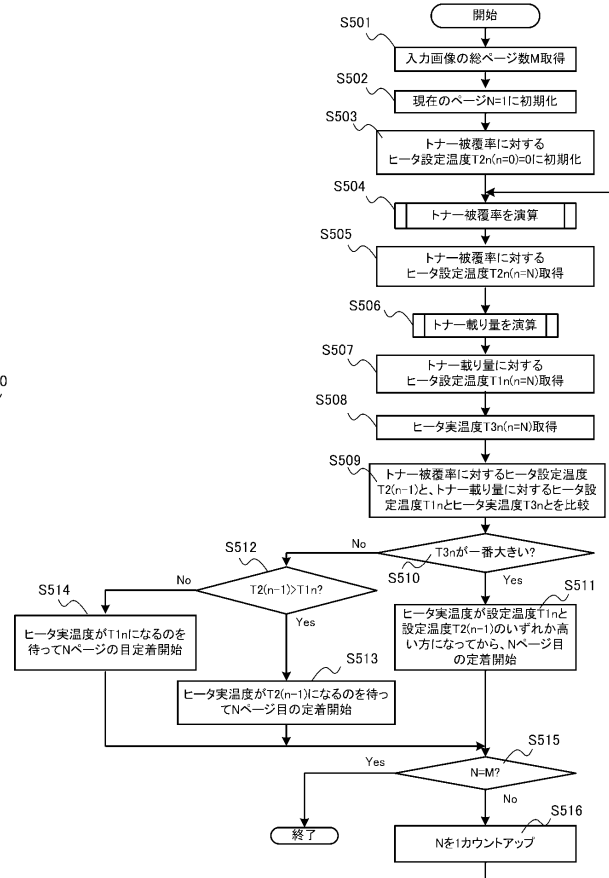 開始
S501
入力画像の総ページ数M取得
S502
現在のページN=1に初期化
S503
トナー被覆率に対する
ヒータ設定温度T2n(n=0)=0に初期化
S504
トナー被覆率を演算
S505
トナー被覆率に対する
ヒータ設定温度T2n(n=N)取得
S506
トナー載り量を演算
0
S507
トナー載り量に対する
ヒータ設定温度T1n(n=N)取得
S508
ヒータ実温度T3n(n=N)取得
S509
トナー被覆率に対するヒータ設定温度
T2(n-1)と、トナー載り量に対するヒータ設
定温度T1nとヒータ実温度T3nとを比較
S510
T3nが一番大きい?
No
Yes
S512
T2(n-1)>T1n?
No
Yes
S511
ヒータ実温度が設定温度T1nと
設定温度T2(n-1)のいずれか高
い方になってから、Nページ目
の定着開始
S514
ヒータ実温度がT1nになるのを
待ってNページの目定着開始
S513
ヒータ実温度がT2(n-1)になるのを待っ
てNページ目の定着開始
S515
N=M?
Yes
No
終了
S516
Nを1カウントアップ